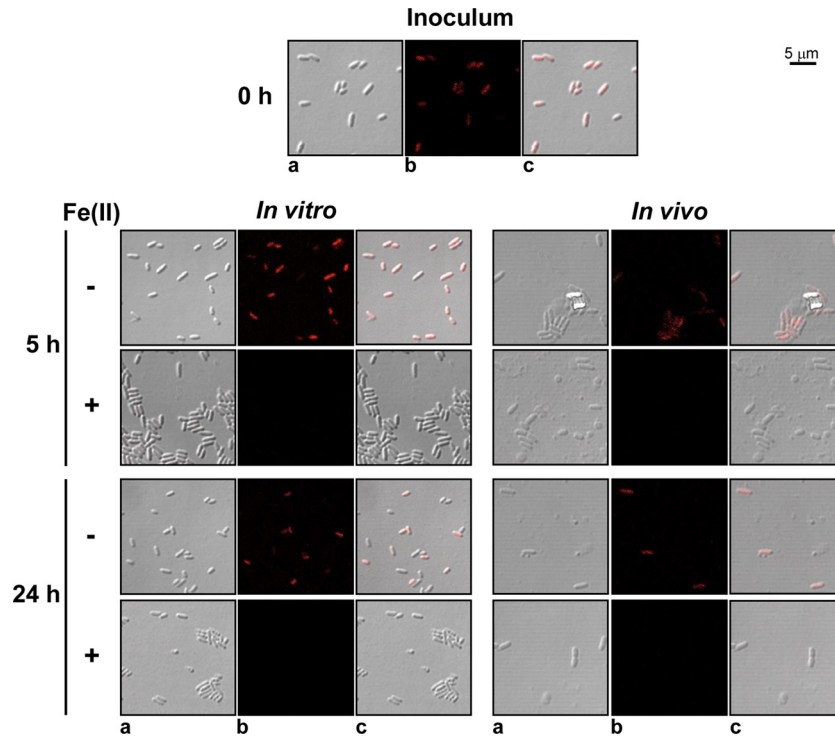 Inoculum
5 µm
0 h
a b c
Fe(II) In vitro In vivo
-
5 h
+
-
24 h
+
a b c a b c